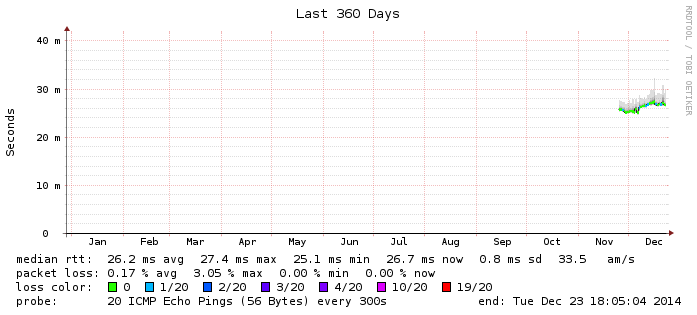 Last 360 Days
RRDTOOL / TOBI OETIKER
Seconds
40 m
30 m
20 m
10 m
0
Jan Feb Mar Apr May Jun Jul Aug Sep Oct Nov Dec
median rtt: 26.2 ms avg 27.4 ms max 25.1 ms min 26.7 ms now 0.8 ms sd 33.5 am/s
packet loss: 0.17 % avg 3.05 % max 0.00 % min 0.00 % now
loss color: 0 1/20 2/20 3/20 4/20 10/20 19/20
probe: 20 ICMP Echo Pings (56 Bytes) every 300s end: Tue Dec 23 18:05:04 2014